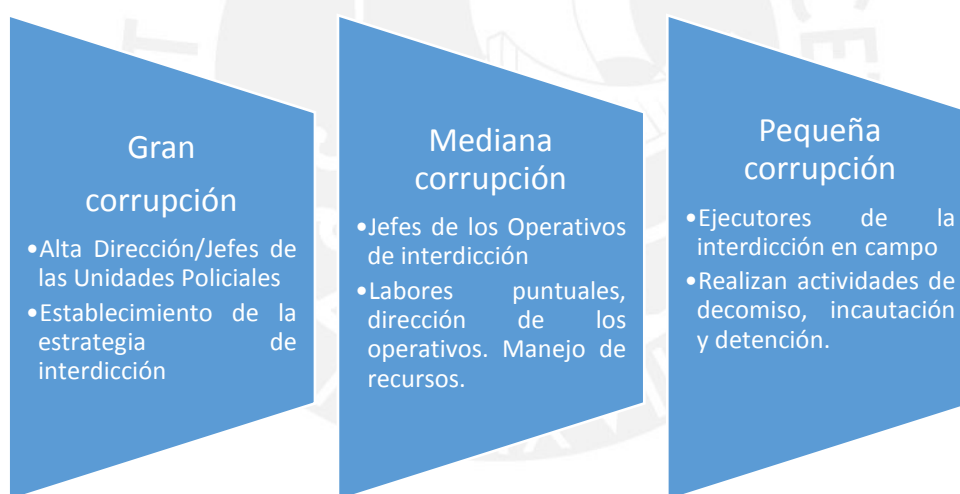 Gran
corrupción
•Alta Dirección/Jefes de
las Unidades Policiales
•Establecimiento de la
estrategia de
interdicción
Mediana
corrupción
•Jefes de los Operativos
de interdicción
•Labores puntuales,
dirección de los
operativos. Manejo de
recursos.
Pequeña
corrupción
•Ejecutores de la
interdicción en campo
•Realizan actividades de
decomiso, incautación
y detención.